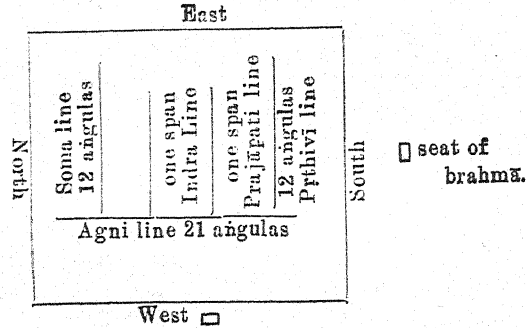 East
North
Soma line
12 aṅgulas
one span
Indra Line
one span
Prajāpati line
12 aṅgulas
Pṛthivī line
South
seat of
brahmā.
Agni line 21 aṅgulas
West